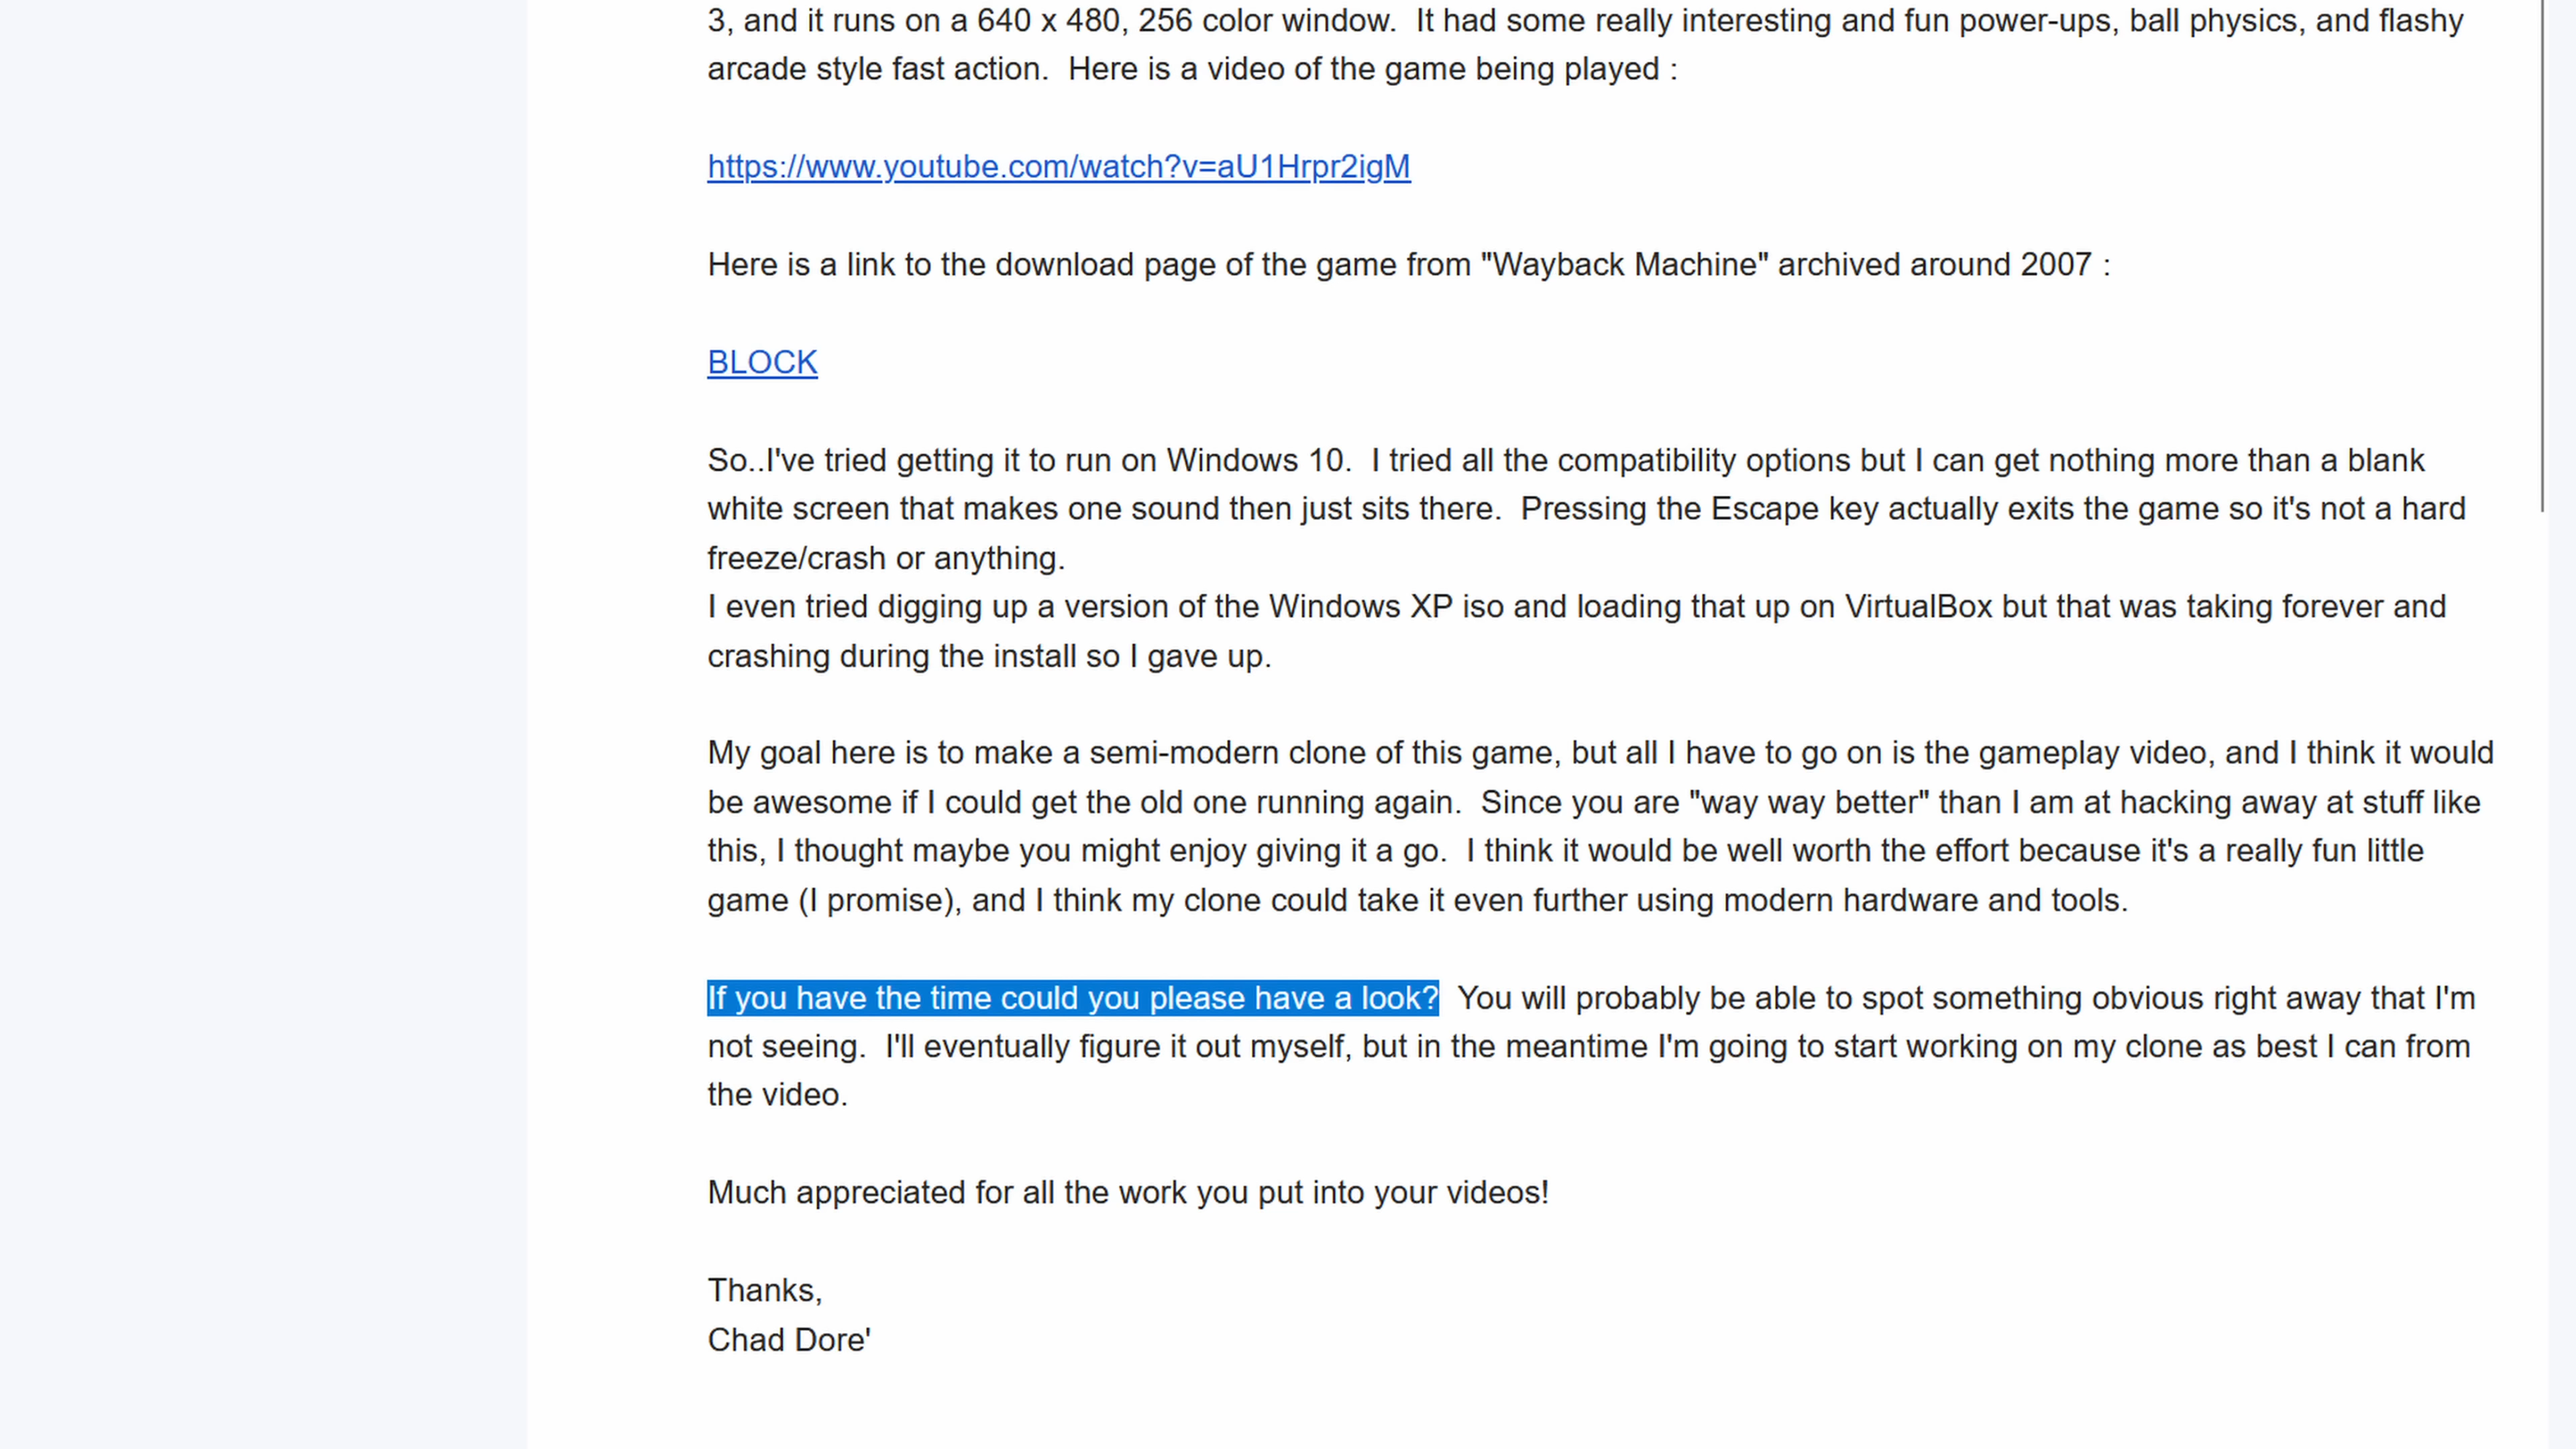 3, and it runs on a 640 x 480, 256 color window.  It had some really interesting and fun power-ups, ball physics, and flashy
arcade style fast action.  Here is a video of the game being played :
https://www.youtube.com/watch?v=aU1Hrpr2igM
Here is a link to the download page of the game from "Wayback Machine" archived around 2007 :
BLOCK
So..I've tried getting it to run on Windows 10.  I tried all the compatibility options but I can get nothing more than a blank
white screen that makes one sound then just sits there.  Pressing the Escape key actually exits the game so it's not a hard
freeze/crash or anything.
I even tried digging up a version of the Windows XP iso and loading that up on VirtualBox but that was taking forever and
crashing during the install so I gave up.
My goal here is to make a semi-modern clone of this game, but all I have to go on is the gameplay video, and I think it would
be awesome if I could get the old one running again.  Since you are "way way better" than I am at hacking away at stuff like
this, I thought maybe you might enjoy giving it a go.  I think it would be well worth the effort because it's a really fun little
game (I promise), and I think my clone could take it even further using modern hardware and tools.
If you have the time could you please have a look?  You will probably be able to spot something obvious right away that I'm
not seeing.  I'll eventually figure it out myself, but in the meantime I'm going to start working on my clone as best I can from
the video.
Much appreciated for all the work you put into your videos!
Thanks,
Chad Dore'